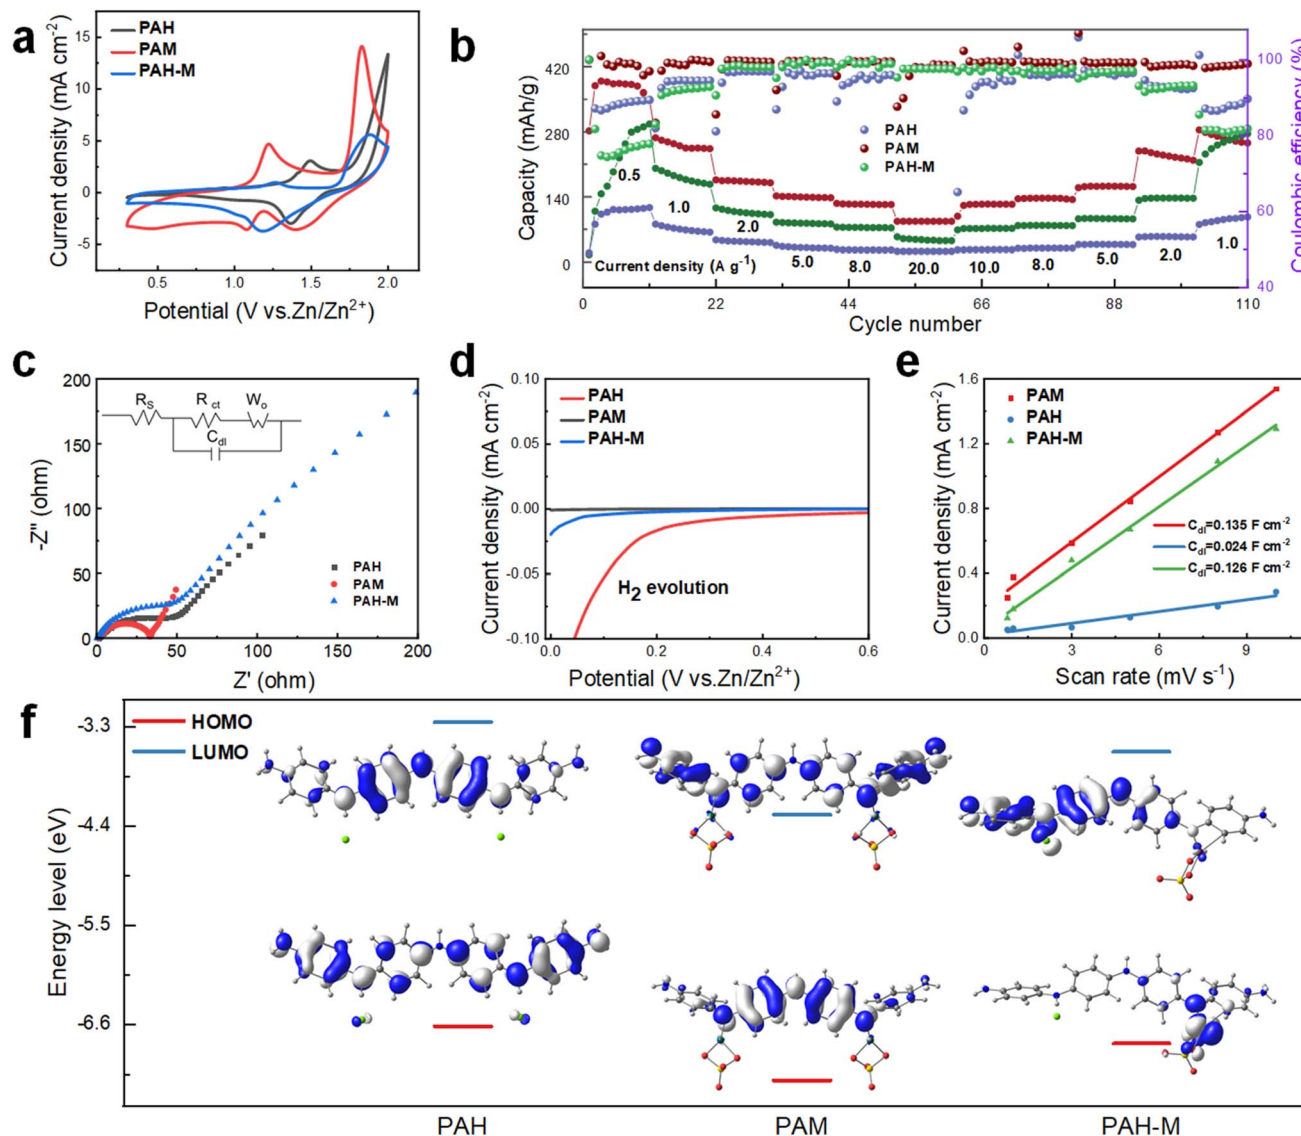 a
PAH
PAM
PAH-M
Current density (mA cm-2)
15
10
5
0
-5
0.5
1.0
1.5
2.0
Potential (V vs.Zn/Zn2+)
b
Capacity (mAh/g)
420
280
140
0
PAH
PAM
PAH-M
0.5
1.0
2.0
5.0
8.0
20.0
10.0
8.0
5.0
2.0
1.0
Current density (A g-1)
0
22
44
66
88
110
Cycle number
100
80
60
40
Coulombic efficiency (%)
c
-Z'' (ohm)
200
150
100
50
0
RS
R ct
Wo
Cdl
PAH
PAM
PAH-M
0
50
100
150
200
Z' (ohm)
d
Current density (mA cm-2)
0.10
0.05
0.00
-0.05
-0.10
PAH
PAM
PAH-M
H2 evolution
0.0
0.2
0.4
0.6
Potential (V vs.Zn/Zn2+)
e
Current density (mA cm-2)
1.6
1.2
0.8
0.4
0.0
PAM
PAH
PAH-M
Cdl=0.135 F cm-2
Cdl=0.024 F cm-2
Cdl=0.126 F cm-2
0
3
6
9
Scan rate (mV s-1)
f
HOMO
LUMO
Energy level (eV)
-3.3
-4.4
-5.5
-6.6
PAH
PAM
PAH-M